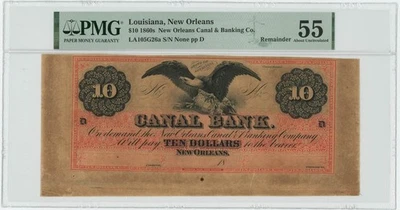 PMG
PAPER MONEY GUARANTY
Louisiana, New Orleans
$10 1860s New Orleans Canal & Banking Co.
LA105G26a S/N None pp D
Remainder
55
About Uncirculated
10
10
CANAL BANK.
D
D
On demand the New Orleans Canal & Banking Company
Will pay TEN DOLLARS to the bearer
NEW ORLEANS,